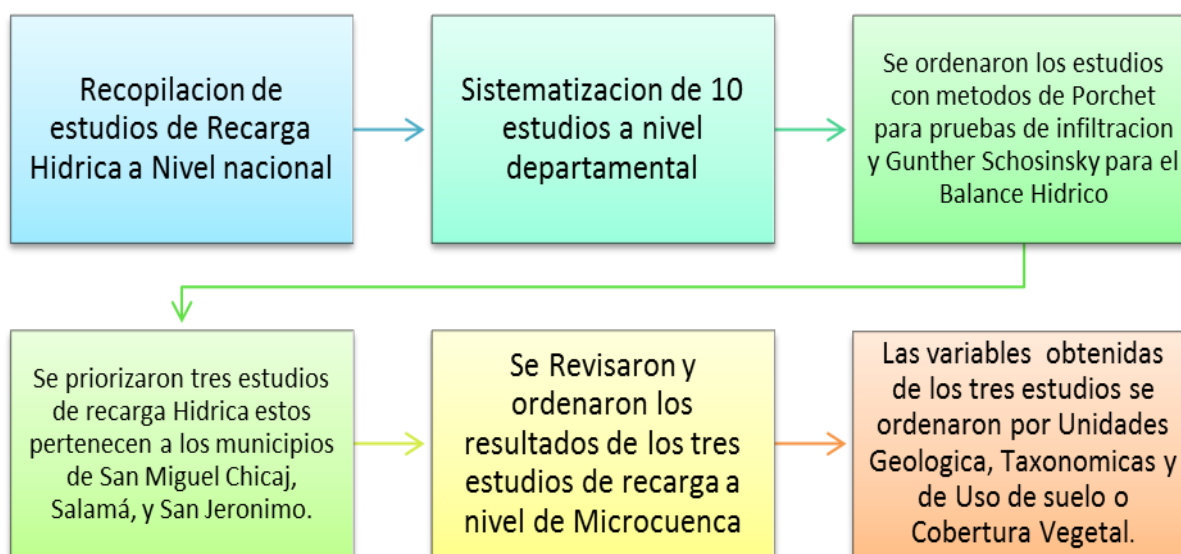 Recopilacion de
estudios de Recarga
Hidrica a Nivel nacional
Sistematizacion de 10
estudios a nivel
departamental
Se ordenaron los estudios
con metodos de Porchet
para pruebas de infiltracion
y Gunther Schosinsky para el
Balance Hidrico
Se priorizaron tres estudios
de recarga Hidrica estos
pertenecen a los municipios
de San Miguel Chicaj,
Salamá, y San Jeronimo.
Se Revisaron y
ordenaron los
resultados de los tres
estudios de recarga a
nivel de Microcuenca
Las variables obtenidas
de los tres estudios se
ordenaron por Unidades
Geologica, Taxonomicas y
de Uso de suelo o
Cobertura Vegetal.